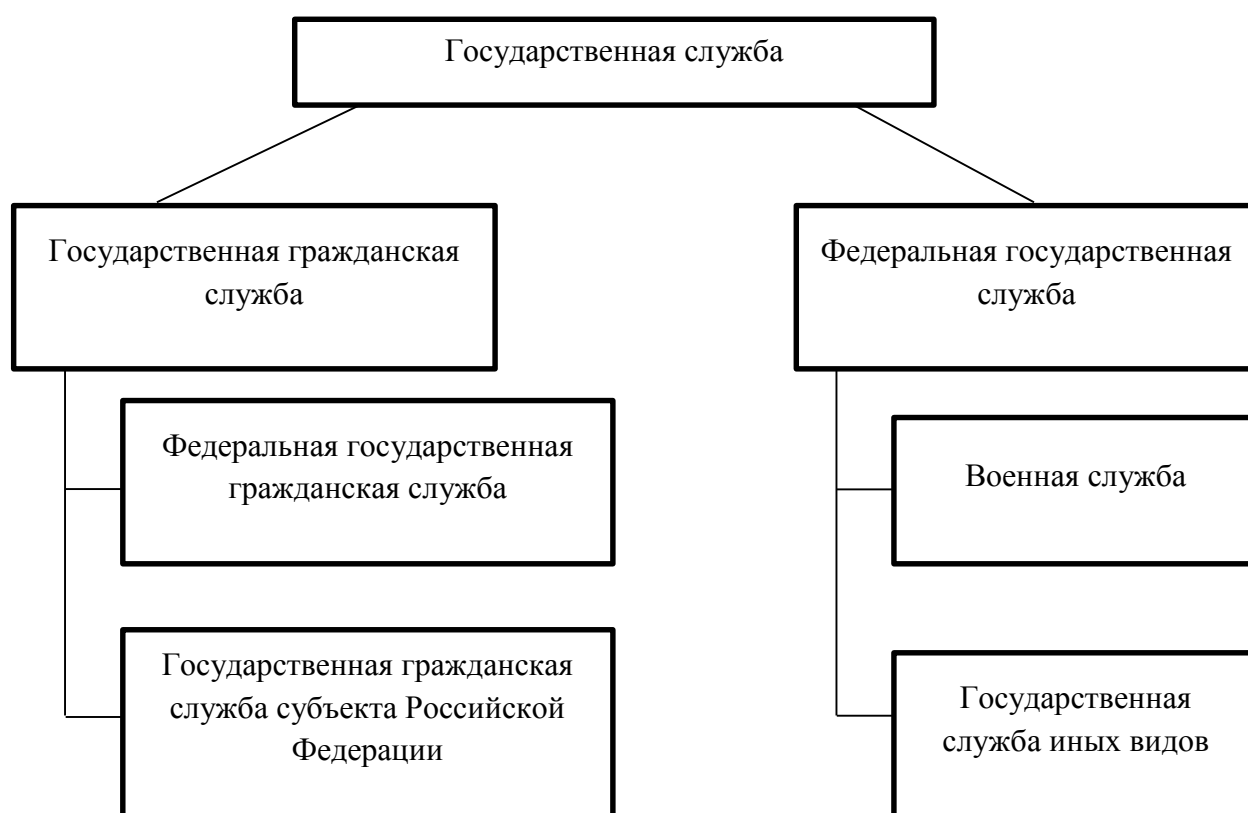 Государственная служба
Государственная гражданская
служба
Федеральная государственная
служба
Федеральная государственная
гражданская служба
Военная служба
Государственная гражданская
служба субъекта Российской
Федерации
Государственная
служба иных видов